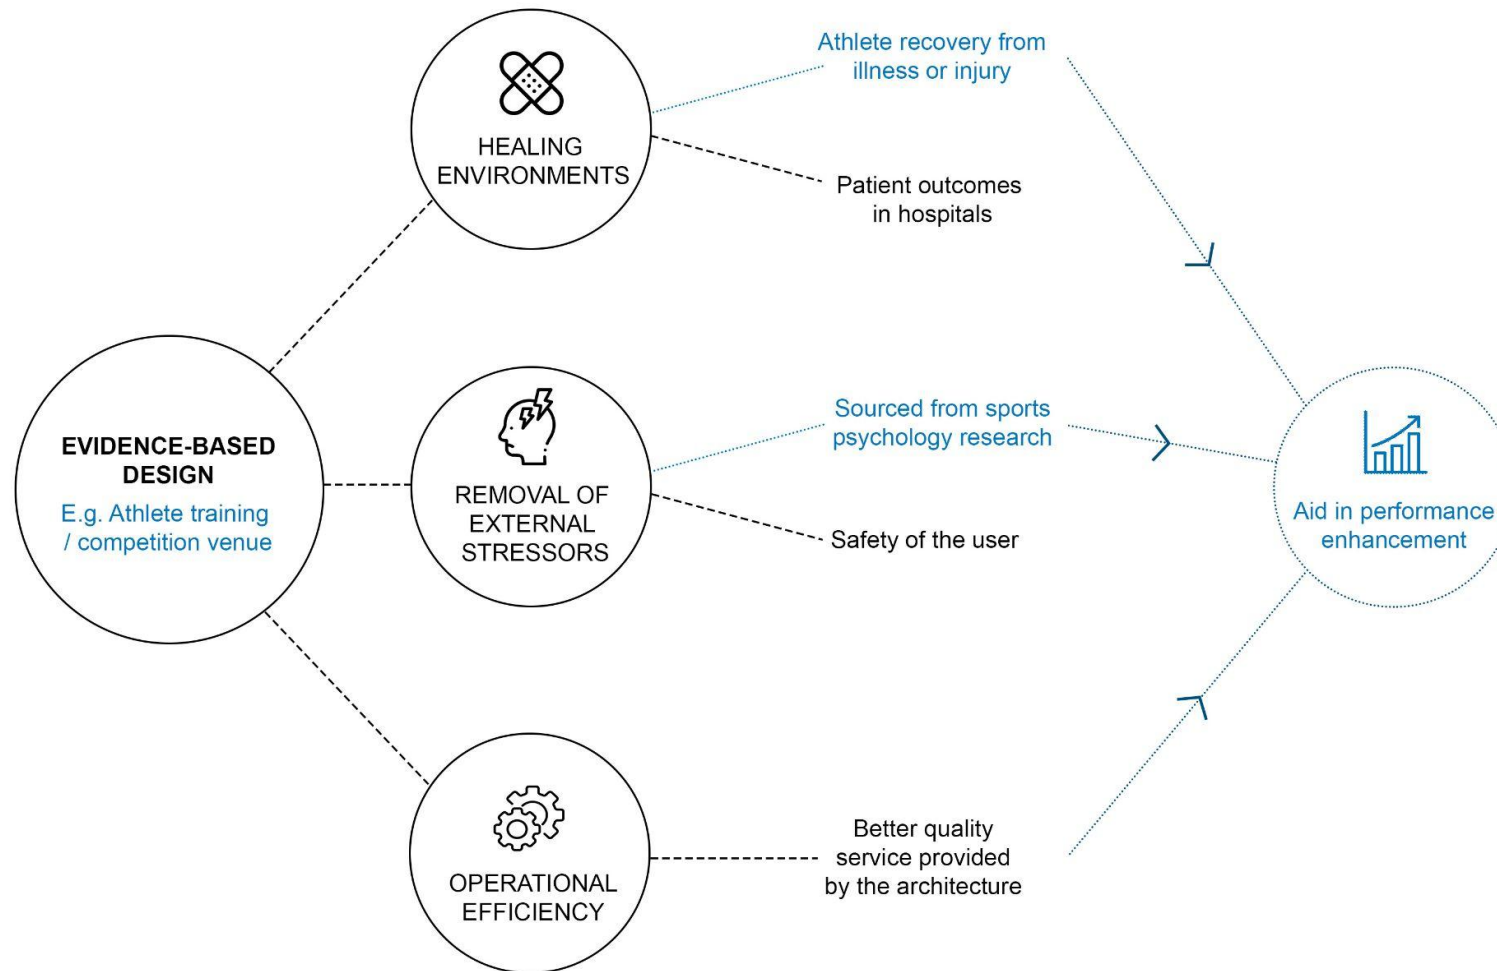 Athlete recovery from
illness or injury
HEALING
ENVIRONMENTS
Patient outcomes
in hospitals
EVIDENCE-BASED
DESIGN
E.g. Athlete training
/ competition venue
REMOVAL OF
EXTERNAL
STRESSORS
Sourced from sports
psychology research
Safety of the user
Aid in performance
enhancement
OPERATIONAL
EFFICIENCY
Better quality
service provided
by the architecture